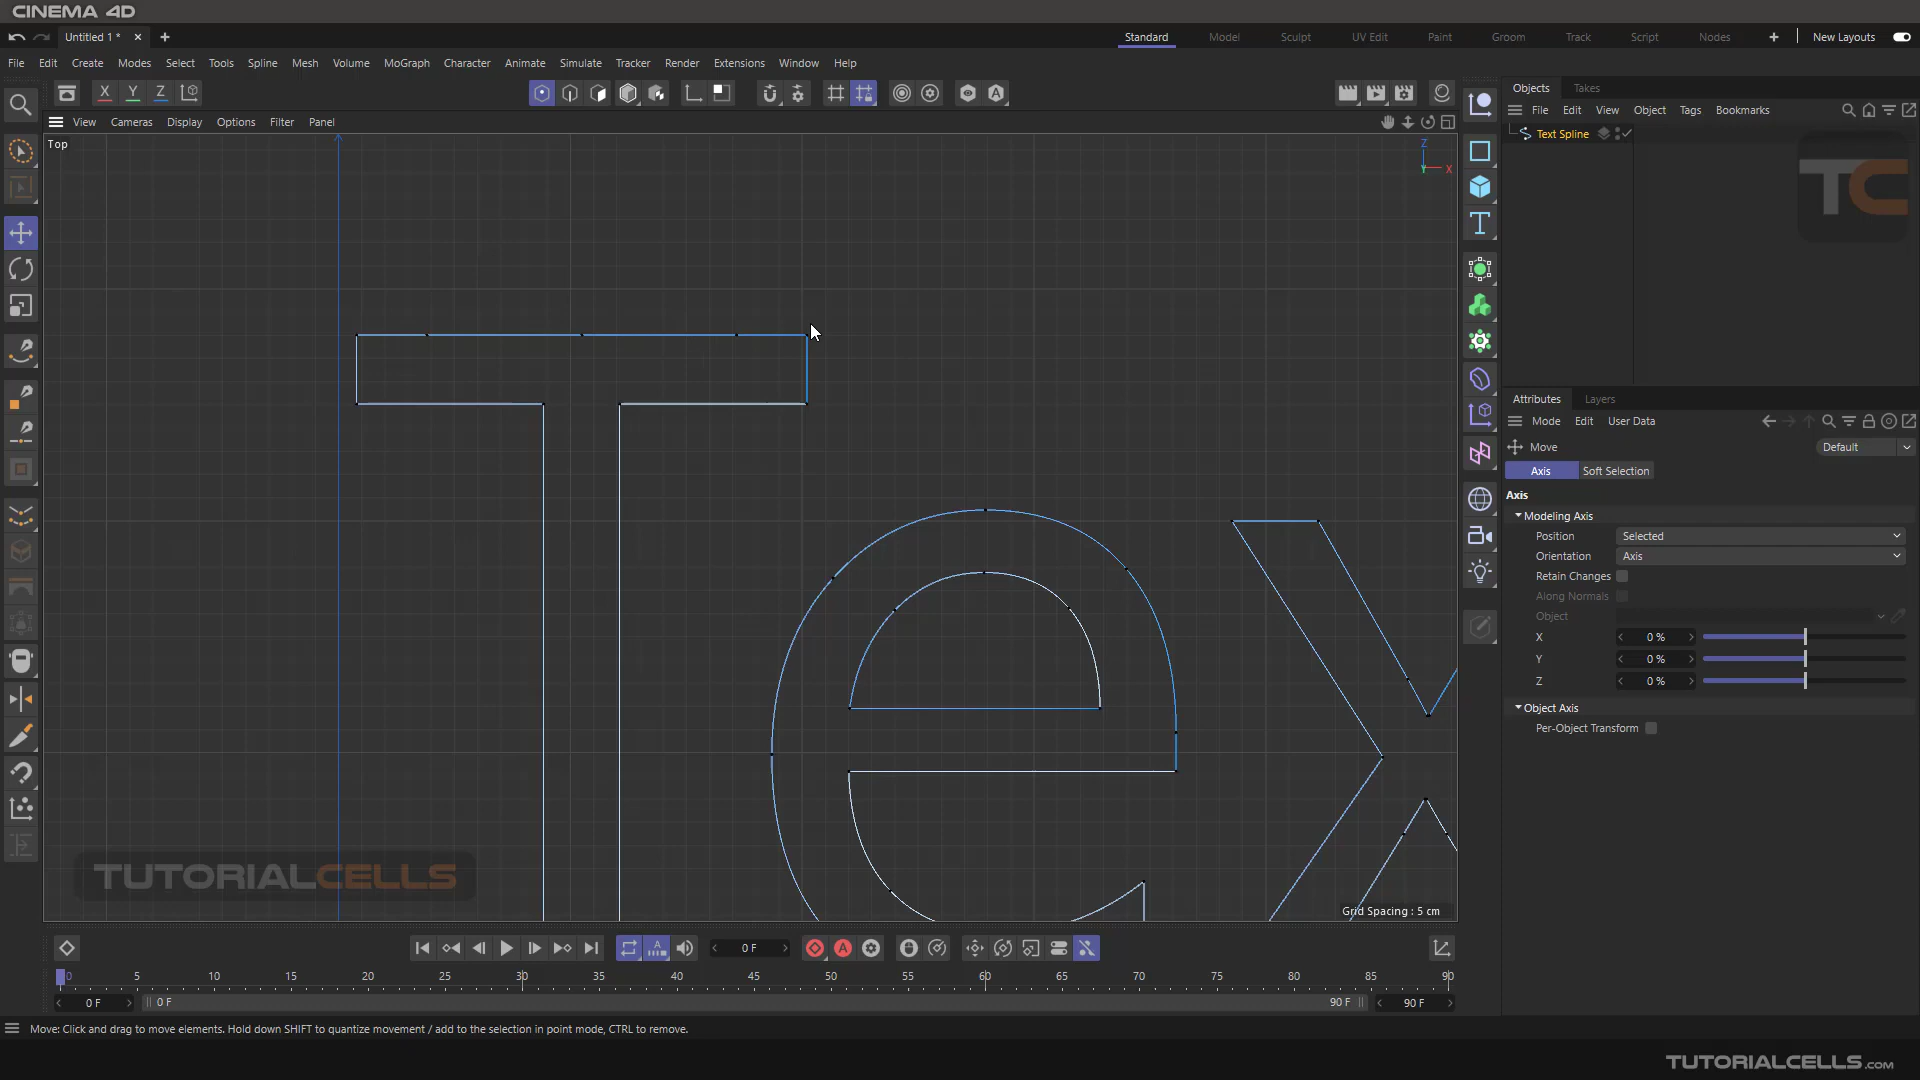 CINEMA 4D
Untitled 1 *
Standard
Model
Sculpt
UV Edit
Paint
Groom
Track
Script
Nodes
New Layouts
File Edit Create Modes Select Tools Spline Mesh Volume MoGraph Character Animate Simulate Tracker Render Extensions Window Help
X Y Z
View Cameras Display Options Filter Panel
Top
Z
Y X
Grid Spacing : 5 cm
TUTORIALCELLS
Objects Takes
File Edit View Object Tags Bookmarks
Text Spline
TC
Attributes Layers
Mode Edit User Data
Move Default
Axis Soft Selection
Axis
Modeling Axis
Position Selected
Orientation Axis
Retain Changes
Along Normals
Object
X 0 %
Y 0 %
Z 0 %
Object Axis
Per-Object Transform
0 F
0 5 10 15 20 25 30 35 40 45 50 55 60 65 70 75 80 85 90
0 F 0 F 90 F 90 F
Move: Click and drag to move elements. Hold down SHIFT to quantize movement / add to the selection in point mode, CTRL to remove.
TUTORIALCELLS.com